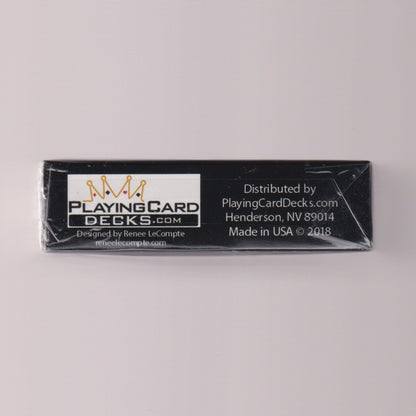 PLAYINGCARD
DECKS.COM
Designed by Renee LeCompte
reneelecompte.com
Distributed by
PlayingCardDecks.com
Henderson, NV 89014
Made in USA © 2018